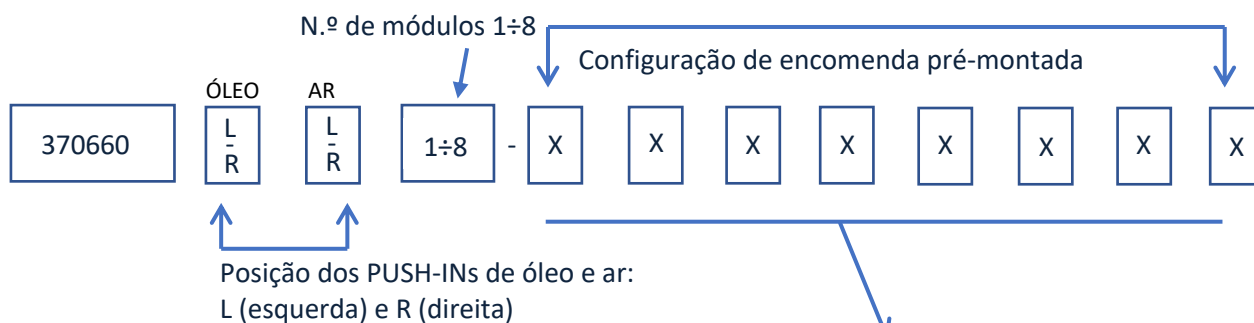 N.º de módulos 1÷8
Configuração de encomenda pré-montada
ÓLEO AR
370660 L - R L - R 1÷8 - X X X X X X X X
Posição dos PUSH-INs de óleo e ar:
L (esquerda) e R (direita)